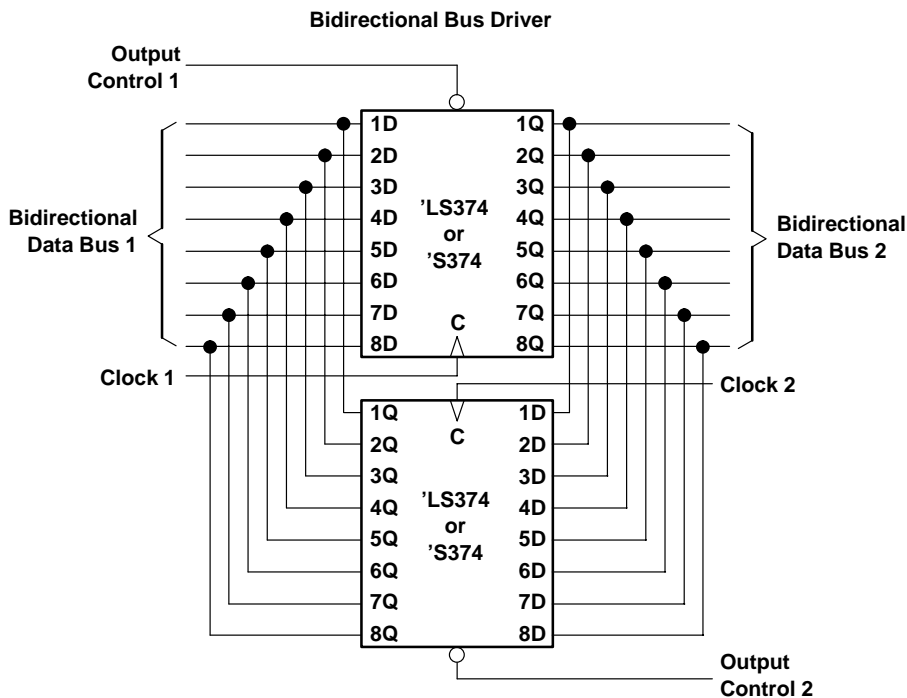 Bidirectional Bus Driver
Output
Control 1
1D
1Q
2D
2Q
3D
3Q
4D
4Q
5D
5Q
6D
6Q
7D
7Q
8D
8Q
’LS374
or
’S374
C
Bidirectional
Data Bus 1
Bidirectional
Data Bus 2
Clock 1
Clock 2
C
1Q
1D
2Q
2D
3Q
3D
4Q
4D
5Q
5D
6Q
6D
7Q
7D
8Q
8D
’LS374
or
’S374
Output
Control 2